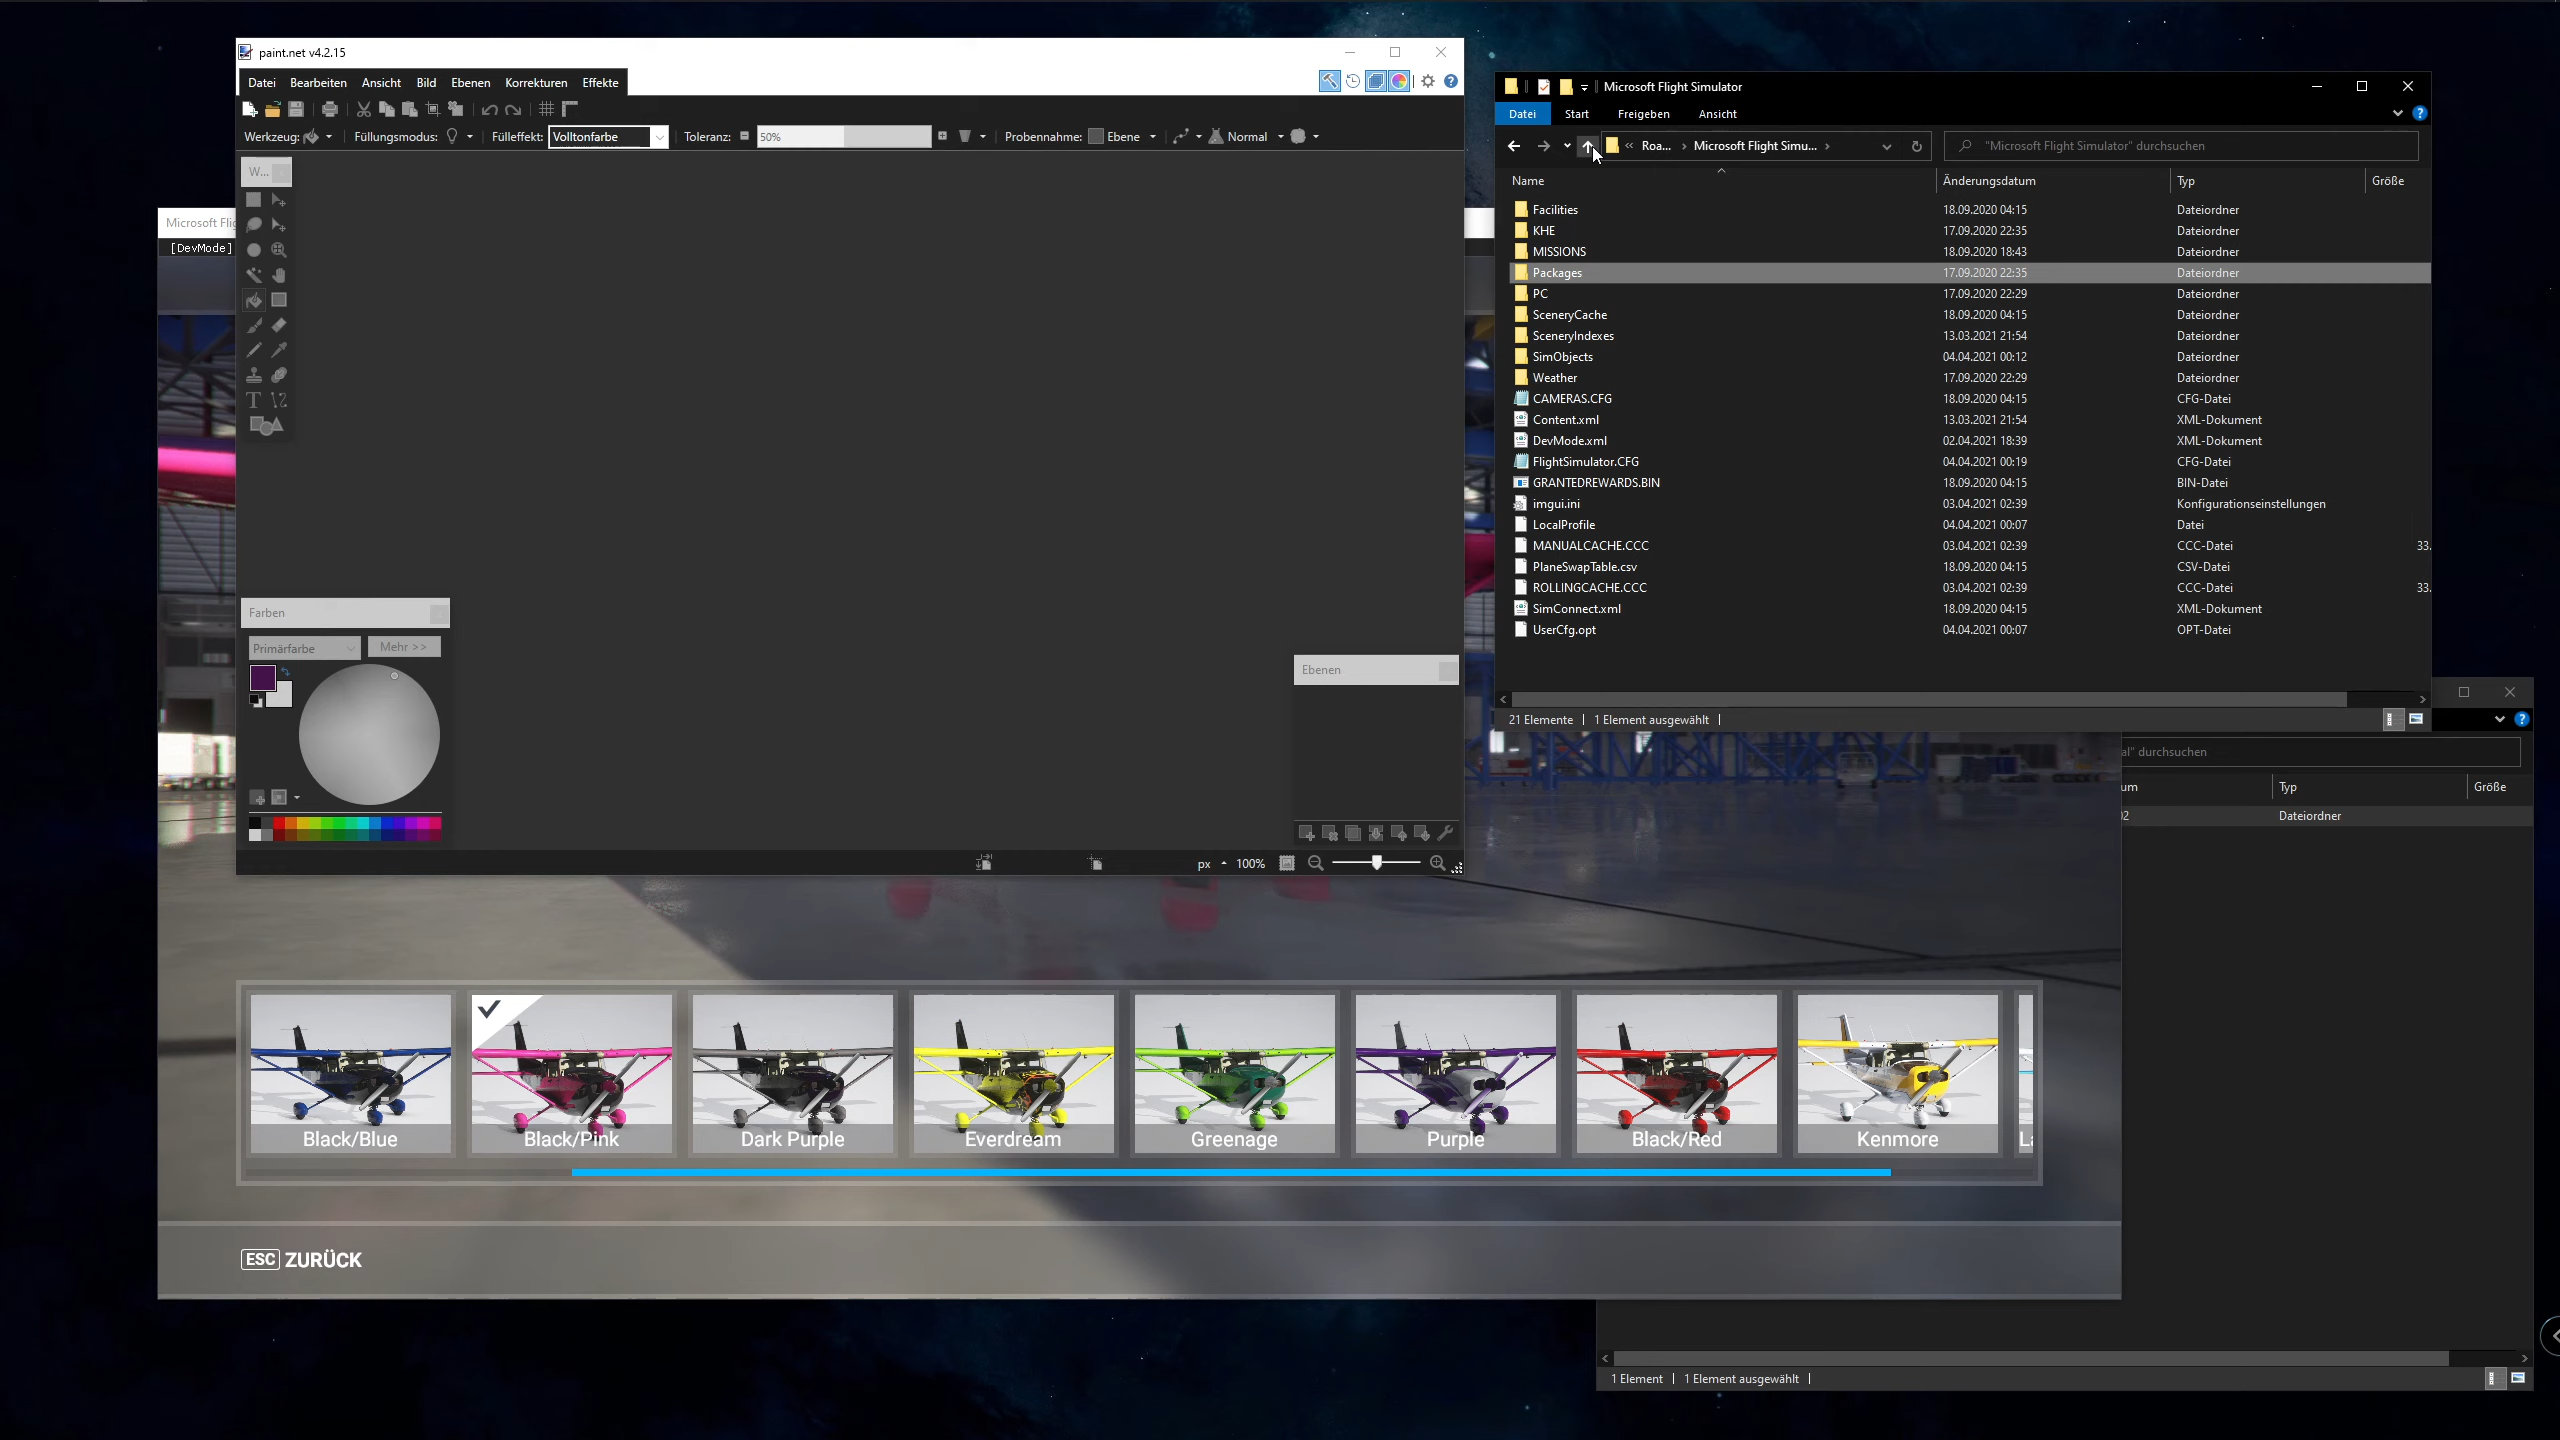 paint.net v4.2.15
Datei Bearbeiten Ansicht Bild Ebenen Korrekturen Effekte
Werkzeug: Füllungsmodus: Fülleffekt: Volltonfarbe Toleranz: 50% Probennahme: Ebene Normal
W...
Microsoft Flig
[DevMode]
Farben
Primärfarbe Mehr >>
Ebenen
px 100%
Microsoft Flight Simulator
Datei Start Freigeben Ansicht
« Roa... › Microsoft Flight Simu... › "Microsoft Flight Simulator" durchsuchen
Name Änderungsdatum Typ Größe
Facilities 18.09.2020 04:15 Dateiordner
KHE 17.09.2020 22:35 Dateiordner
MISSIONS 18.09.2020 18:43 Dateiordner
Packages 17.09.2020 22:35 Dateiordner
PC 17.09.2020 22:29 Dateiordner
SceneryCache 18.09.2020 04:15 Dateiordner
SceneryIndexes 13.03.2021 21:54 Dateiordner
SimObjects 04.04.2021 00:12 Dateiordner
Weather 17.09.2020 22:29 Dateiordner
CAMERAS.CFG 18.09.2020 04:15 CFG-Datei
Content.xml 13.03.2021 21:54 XML-Dokument
DevMode.xml 02.04.2021 18:39 XML-Dokument
FlightSimulator.CFG 04.04.2021 00:19 CFG-Datei
GRANTEDREWARDS.BIN 18.09.2020 04:15 BIN-Datei
imgui.ini 03.04.2021 02:39 Konfigurationseinstellungen
LocalProfile 04.04.2021 00:07 Datei
MANUALCACHE.CCC 03.04.2021 02:39 CCC-Datei 33.
PlaneSwapTable.csv 18.09.2020 04:15 CSV-Datei
ROLLINGCACHE.CCC 03.04.2021 02:39 CCC-Datei 33.
SimConnect.xml 18.09.2020 04:15 XML-Dokument
UserCfg.opt 04.04.2021 00:07 OPT-Datei
21 Elemente 1 Element ausgewählt
al" durchsuchen
um Typ Größe
02 Dateiordner
Black/Blue Black/Pink Dark Purple Everdream Greenage Purple Black/Red Kenmore La
ESC ZURÜCK
1 Element 1 Element ausgewählt